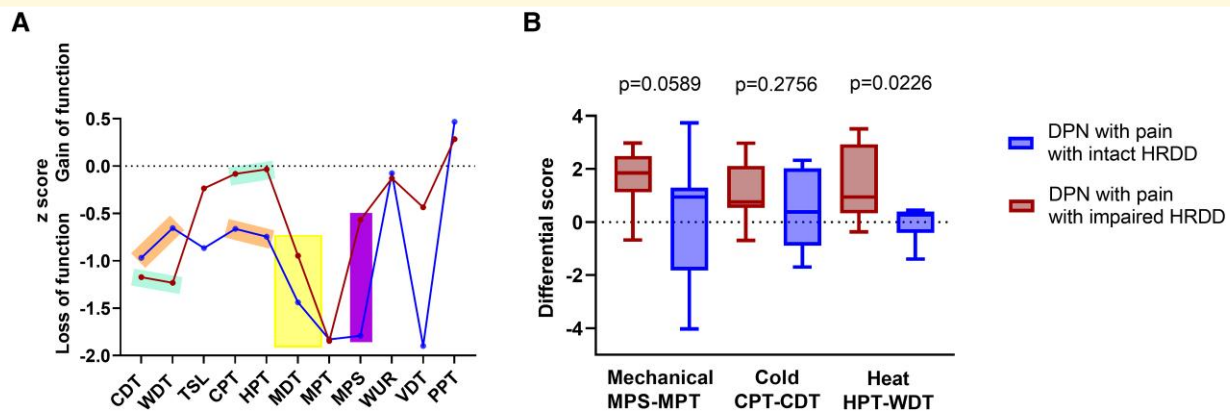 A
B
Gain of function
z score
Loss of function
0.5
0.0
-0.5
-1.0
-1.5
-2.0
CDT
WDT
TSL
CPT
HPT
MDT
MPT
MPS
WUR
VDT
PPT
p=0.0589 p=0.2756 p=0.0226
Differential score
4
2
0
-2
-4
Mechanical
MPS-MPT
Cold
CPT-CDT
Heat
HPT-WDT
DPN with pain
with intact HRDD
DPN with pain
with impaired HRDD